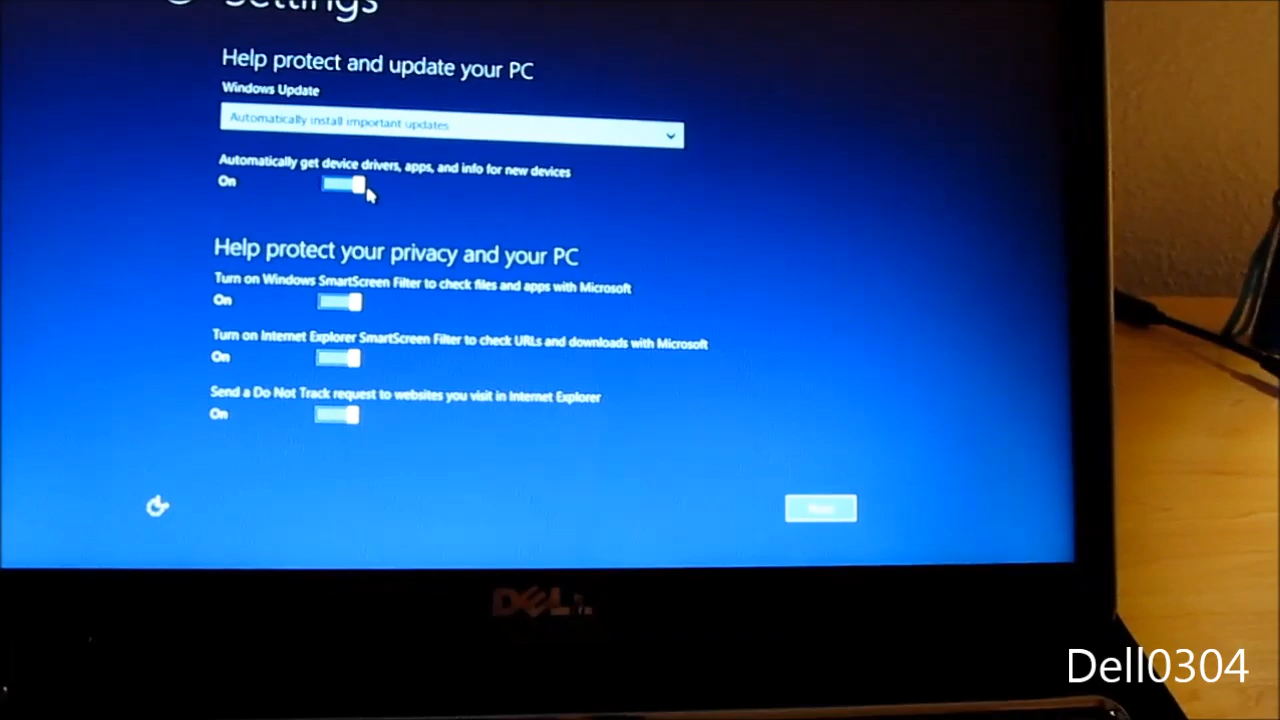 Settings
Help protect and update your PC
Windows Update
Automatically install important updates
Automatically get device drivers, apps, and info for new devices
On
Help protect your privacy and your PC
Turn on Windows SmartScreen Filter to check files and apps with Microsoft
On
Turn on Internet Explorer SmartScreen Filter to check URLs and downloads with Microsoft
On
Send a Do Not Track request to websites you visit in Internet Explorer
On
DELL
Dell0304